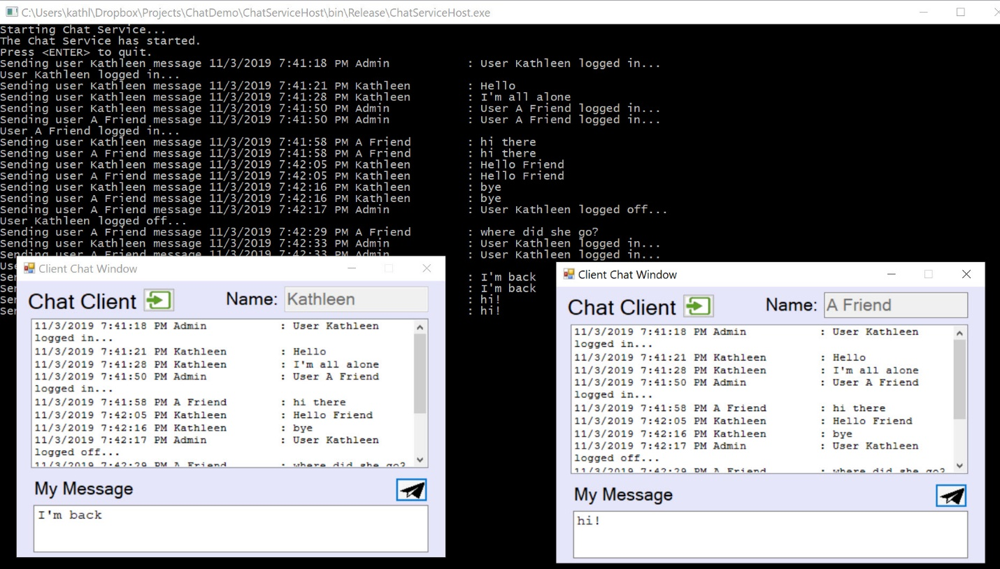 C:\Users\kathl\Dropbox\Projects\ChatDemo\ChatServiceHost\bin\Release\ChatServiceHost.exe
Starting Chat Service...
The Chat Service has started.
Press <ENTER> to quit.
Sending user Kathleen message 11/3/2019 7:41:18 PM Admin : User Kathleen logged in...
User Kathleen logged in...
Sending user Kathleen message 11/3/2019 7:41:21 PM Kathleen : Hello
Sending user Kathleen message 11/3/2019 7:41:28 PM Kathleen : I'm all alone
Sending user Kathleen message 11/3/2019 7:41:50 PM Admin : User A Friend logged in...
Sending user A Friend message 11/3/2019 7:41:50 PM Admin : User A Friend logged in...
User A Friend logged in...
Sending user Kathleen message 11/3/2019 7:41:58 PM A Friend : hi there
Sending user A Friend message 11/3/2019 7:41:58 PM A Friend : hi there
Sending user Kathleen message 11/3/2019 7:42:05 PM Kathleen : Hello Friend
Sending user A Friend message 11/3/2019 7:42:05 PM Kathleen : Hello Friend
Sending user Kathleen message 11/3/2019 7:42:16 PM Kathleen : bye
Sending user A Friend message 11/3/2019 7:42:16 PM Kathleen : bye
Sending user A Friend message 11/3/2019 7:42:17 PM Admin : User Kathleen logged off...
User Kathleen logged off...
Sending user A Friend message 11/3/2019 7:42:29 PM A Friend : where did she go?
Sending user Kathleen message 11/3/2019 7:42:33 PM Admin : User Kathleen logged in...
Sending user A Friend message 11/3/2019 7:42:33 PM Admin : User Kathleen logged in...
Use
Sen : I'm back
Sen : I'm back
Sen : hi!
Sen : hi!
Client Chat Window
Chat Client
Name: Kathleen
11/3/2019 7:41:18 PM Admin : User Kathleen
logged in...
11/3/2019 7:41:21 PM Kathleen : Hello
11/3/2019 7:41:28 PM Kathleen : I'm all alone
11/3/2019 7:41:50 PM Admin : User A Friend
logged in...
11/3/2019 7:41:58 PM A Friend : hi there
11/3/2019 7:42:05 PM Kathleen : Hello Friend
11/3/2019 7:42:16 PM Kathleen : bye
11/3/2019 7:42:17 PM Admin : User Kathleen
logged off...
11/3/2019 7:42:29 PM A Friend : where did she go?
My Message
I'm back
Client Chat Window
Chat Client
Name: A Friend
11/3/2019 7:41:18 PM Admin : User Kathleen
logged in...
11/3/2019 7:41:21 PM Kathleen : Hello
11/3/2019 7:41:28 PM Kathleen : I'm all alone
11/3/2019 7:41:50 PM Admin : User A Friend
logged in...
11/3/2019 7:41:58 PM A Friend : hi there
11/3/2019 7:42:05 PM Kathleen : Hello Friend
11/3/2019 7:42:16 PM Kathleen : bye
11/3/2019 7:42:17 PM Admin : User Kathleen
logged off...
11/3/2019 7:42:29 PM A Friend : where did she go?
My Message
hi!